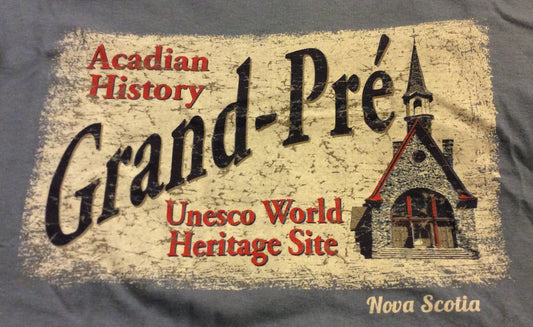 Acadian
History
Grand-Pré
Unesco World
Heritage Site
Nova Scotia